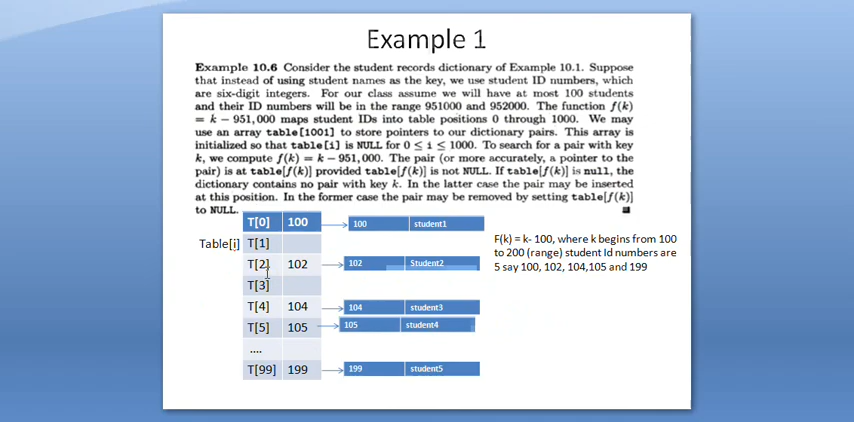 Example 1
Example 10.6 Consider the student records dictionary of Example 10.1. Suppose
that instead of using student names as the key, we use student ID numbers, which
are six-digit integers. For our class assume we will have at most 100 students
and their ID numbers will be in the range 951000 and 952000. The function f(k)
= k − 951,000 maps student IDs into table positions 0 through 1000. We may
use an array table[1001] to store pointers to our dictionary pairs. This array is
initialized so that table[i] is NULL for 0 ≤ i ≤ 1000. To search for a pair with key
k, we compute f(k) = k − 951,000. The pair (or more accurately, a pointer to the
pair) is at table[f(k)] provided table[f(k)] is not NULL. If table[f(k)] is null, the
dictionary contains no pair with key k. In the latter case the pair may be inserted
at this position. In the former case the pair may be removed by setting table[f(k)]
to NULL.
T[0] 100 100 student1
Table[i] T[1]
T[2] 102 102 Student2
T[3]
T[4] 104 104 student3
T[5] 105 105 student4
....
T[99] 199 199 student5
F(k) = k- 100, where k begins from 100
to 200 (range) student Id numbers are
5 say 100, 102, 104,105 and 199